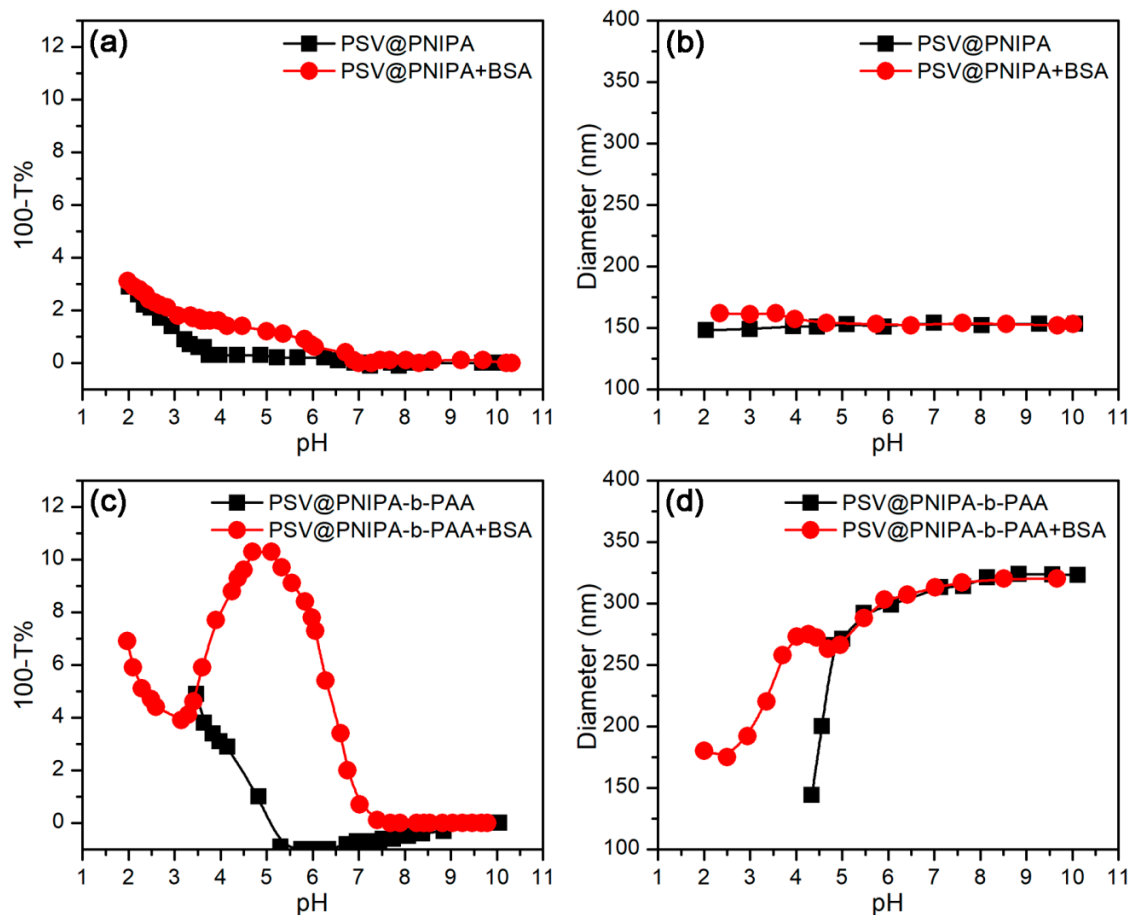 (a)
PSV@PNIPA
PSV@PNIPA+BSA
100-T%
12
10
8
6
4
2
0
1 2 3 4 5 6 7 8 9 10 11
pH
(b)
PSV@PNIPA
PSV@PNIPA+BSA
Diameter (nm)
400
350
300
250
200
150
100
1 2 3 4 5 6 7 8 9 10 11
pH
(c)
PSV@PNIPA-b-PAA
PSV@PNIPA-b-PAA+BSA
100-T%
12
10
8
6
4
2
0
1 2 3 4 5 6 7 8 9 10 11
pH
(d)
PSV@PNIPA-b-PAA
PSV@PNIPA-b-PAA+BSA
Diameter (nm)
400
350
300
250
200
150
100
1 2 3 4 5 6 7 8 9 10 11
pH